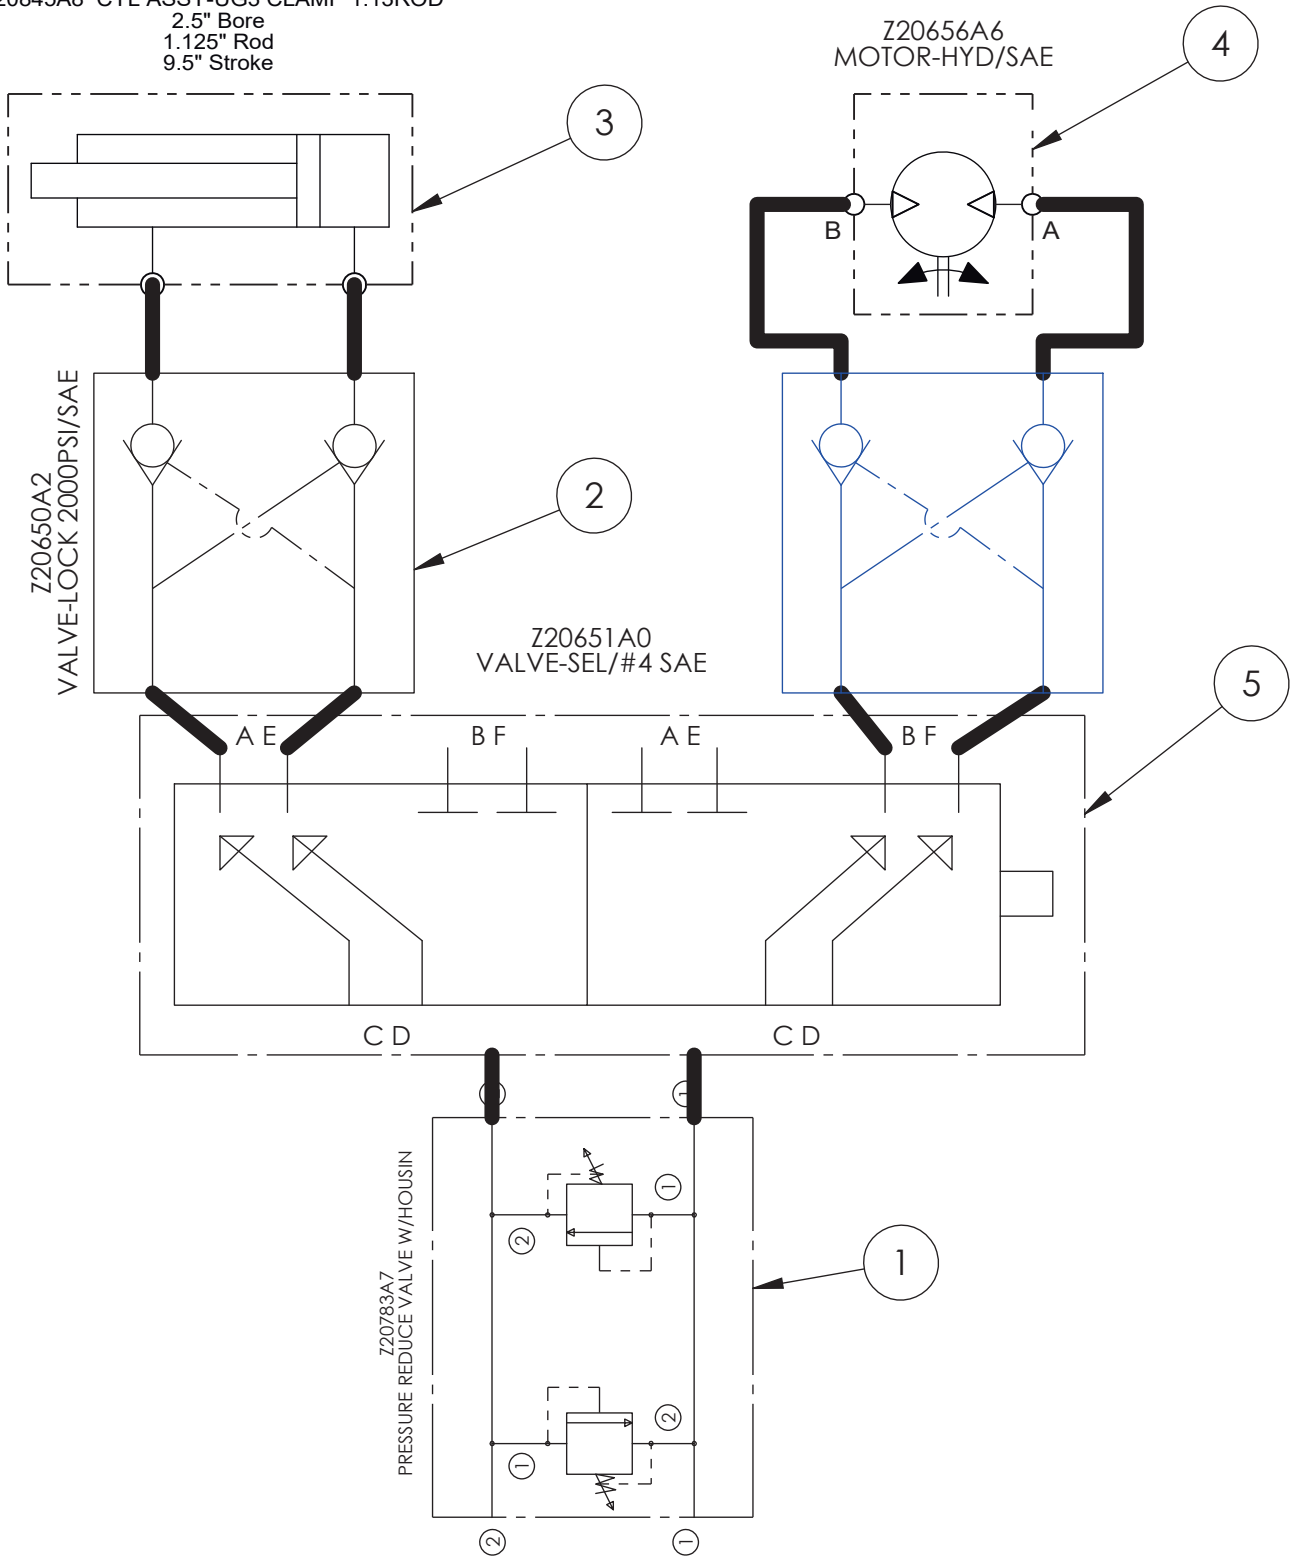 2.5" Bore
1.125" Rod
9.5" Stroke
Z20656A6
MOTOR-HYD/SAE
4
3
B
A
Z20650A2
VALVE-LOCK 2000PSI/SAE
2
Z20651A0
VALVE-SEL/#4 SAE
5
A E
B F
A E
B F
C D
C D
1
Z20783A7
PRESSURE REDUCE VALVE W/HOUSIN
1
2
1
2
1
2
1